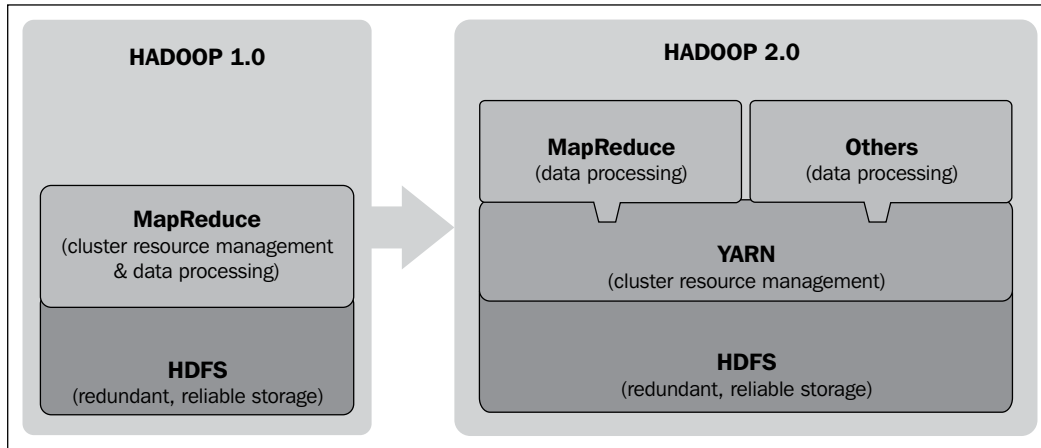 HADOOP 1.0
MapReduce
(cluster resource management
& data processing)
HDFS
(redundant, reliable storage)
HADOOP 2.0
MapReduce
(data processing)
Others
(data processing)
YARN
(cluster resource management)
HDFS
(redundant, reliable storage)